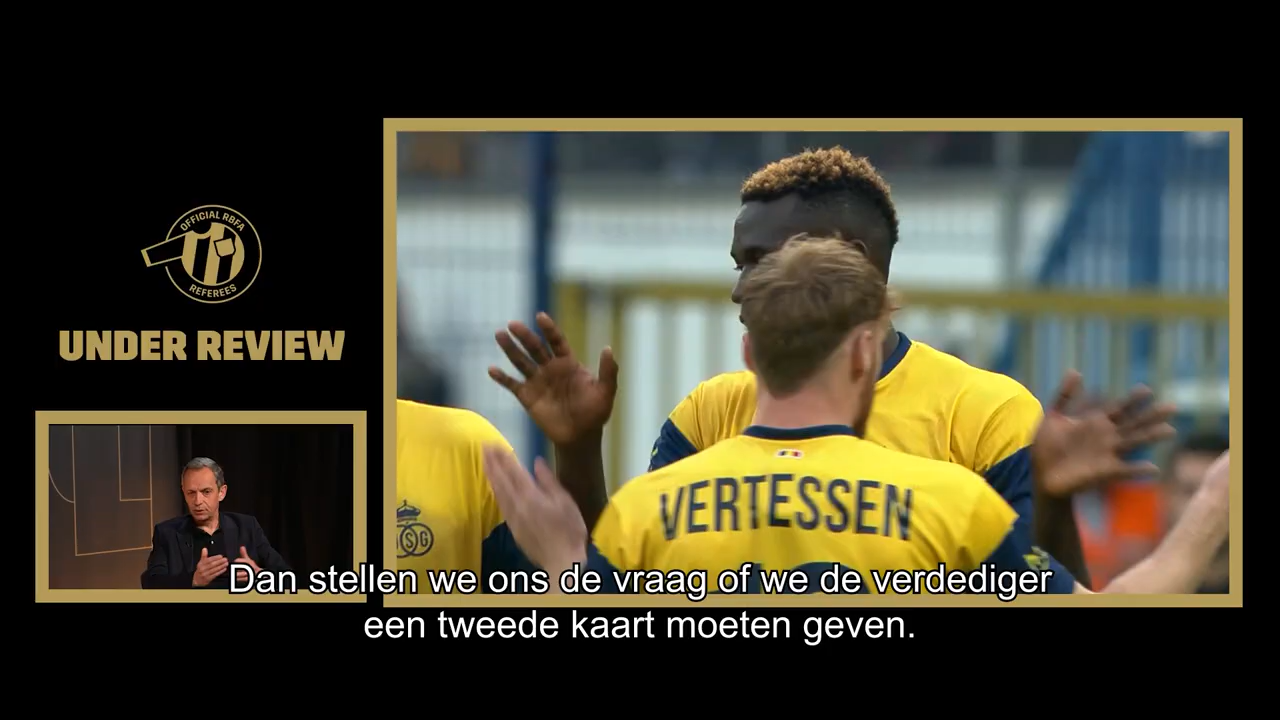 OFFICIAL RBFA
REFEREES
UNDER REVIEW
VERTESSEN
SG
Dan stellen we ons de vraag of we de verdediger
een tweede kaart moeten geven.